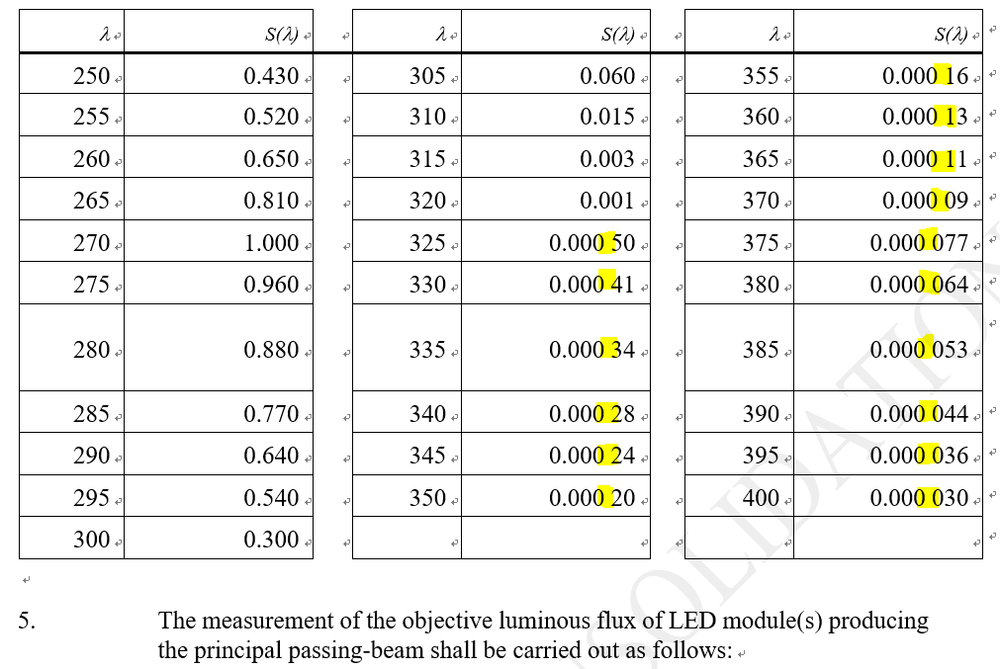 λ S(λ) λ S(λ) λ S(λ)
250 0.430 305 0.060 355 0.000 16
255 0.520 310 0.015 360 0.000 13
260 0.650 315 0.003 365 0.000 11
265 0.810 320 0.001 370 0.000 09
270 1.000 325 0.000 50 375 0.000 077
275 0.960 330 0.000 41 380 0.000 064
280 0.880 335 0.000 34 385 0.000 053
285 0.770 340 0.000 28 390 0.000 044
290 0.640 345 0.000 24 395 0.000 036
295 0.540 350 0.000 20 400 0.000 030
300 0.300
5. The measurement of the objective luminous flux of LED module(s) producing
the principal passing-beam shall be carried out as follows:
SOLIDATION